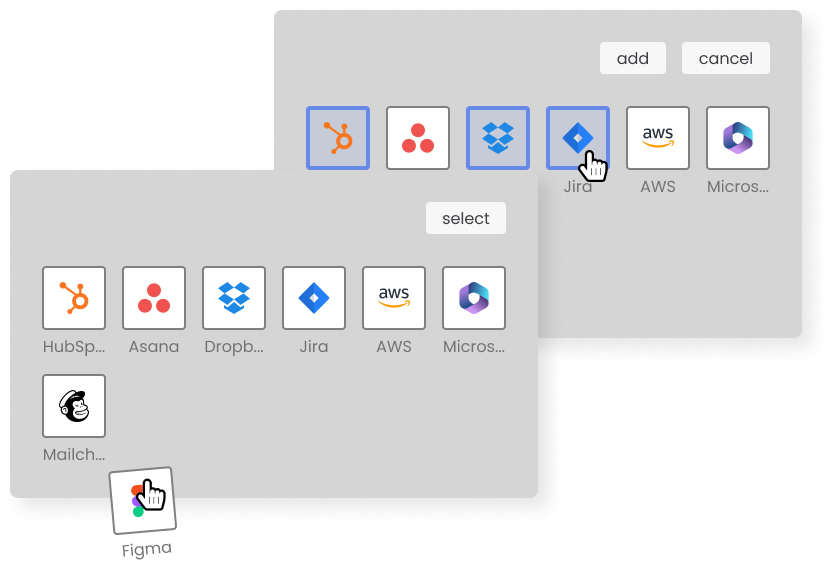 add cancel
aws
Jira AWS Micros...
select
aws
HubSp... Asana Dropb... Jira AWS Micros...
Mailch...
Figma